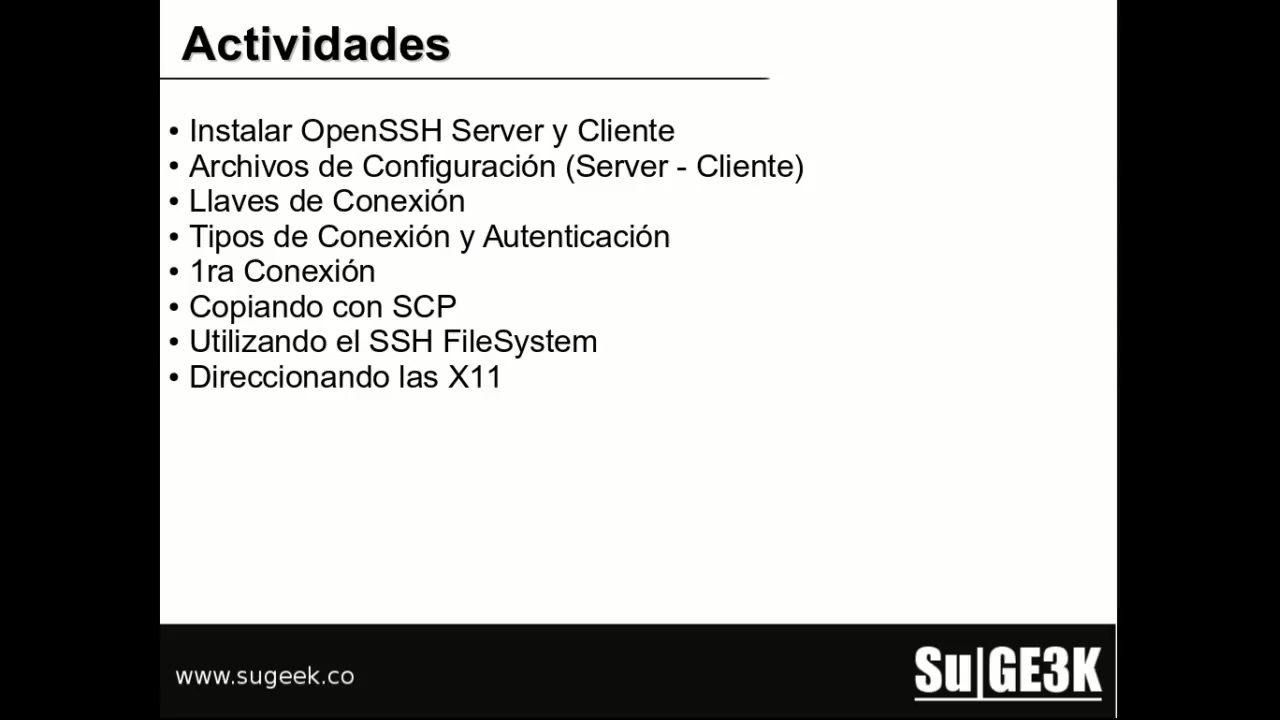 Actividades
• Instalar OpenSSH Server y Cliente
• Archivos de Configuración (Server - Cliente)
• Llaves de Conexión
• Tipos de Conexión y Autenticación
• 1ra Conexión
• Copiando con SCP
• Utilizando el SSH FileSystem
• Direccionando las X11
www.sugeek.co
Su|GE3K